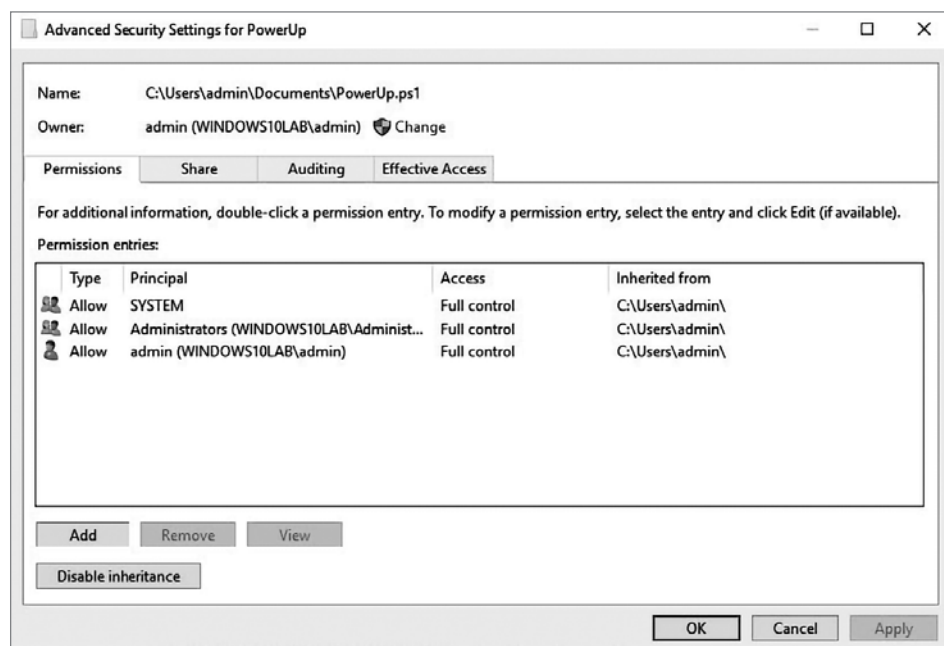 Advanced Security Settings for PowerUp
Name: C:\Users\admin\Documents\PowerUp.ps1
Owner: admin (WINDOWS10LAB\admin) Change
Permissions Share Auditing Effective Access
For additional information, double-click a permission entry. To modify a permission entry, select the entry and click Edit (if available).
Permission entries:
Type Principal Access Inherited from
Allow SYSTEM Full control C:\Users\admin\
Allow Administrators (WINDOWS10LAB\Administ... Full control C:\Users\admin\
Allow admin (WINDOWS10LAB\admin) Full control C:\Users\admin\
Add Remove View
Disable inheritance
OK Cancel Apply